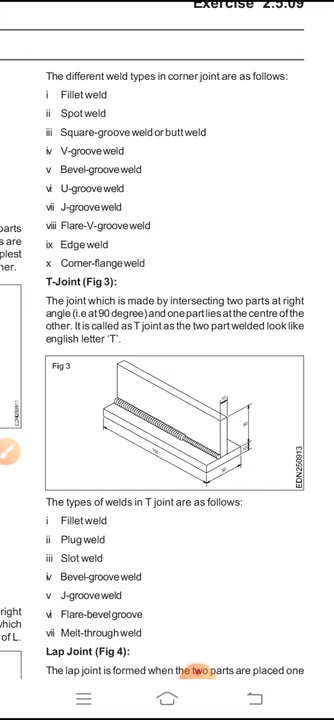 Exercise 2.5.09
The different weld types in corner joint are as follows:
i Fillet weld
ii Spot weld
iii Square-groove weld or butt weld
iv V-groove weld
v Bevel-groove weld
vi U-groove weld
vii J-groove weld
viii Flare-V-groove weld
ix Edge weld
x Corner-flange weld
T-Joint (Fig 3):
The joint which is made by intersecting two parts at right
angle (i.e at 90 degree) and one part lies at the centre of the
other. It is called as T joint as the two part welded look like
english letter 'T'.
Fig 3
EDN250913
The types of welds in T joint are as follows:
i Fillet weld
ii Plug weld
iii Slot weld
iv Bevel-groove weld
v J-groove weld
vi Flare-bevel groove
vii Melt-through weld
Lap Joint (Fig 4):
The lap joint is formed when the two parts are placed one
parts
s are
plest
her.
right
which
of L.